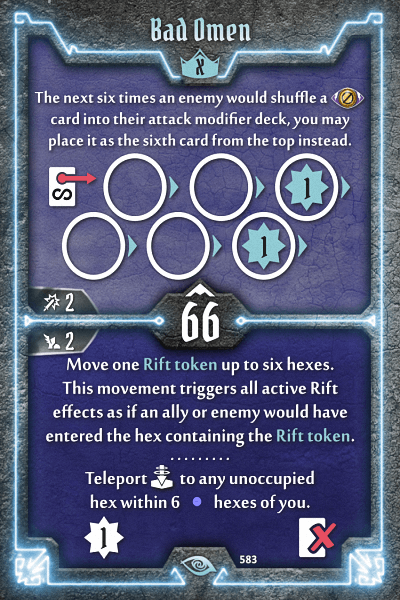 Bad Omen
X
The next six times an enemy would shuffle a
card into their attack modifier deck, you may
place it as the sixth card from the top instead.
S
1
1
2
66
2
Move one Rift token up to six hexes.
This movement triggers all active Rift
effects as if an ally or enemy would have
entered the hex containing the Rift token.
Teleport to any unoccupied
hex within 6 hexes of you.
1
583